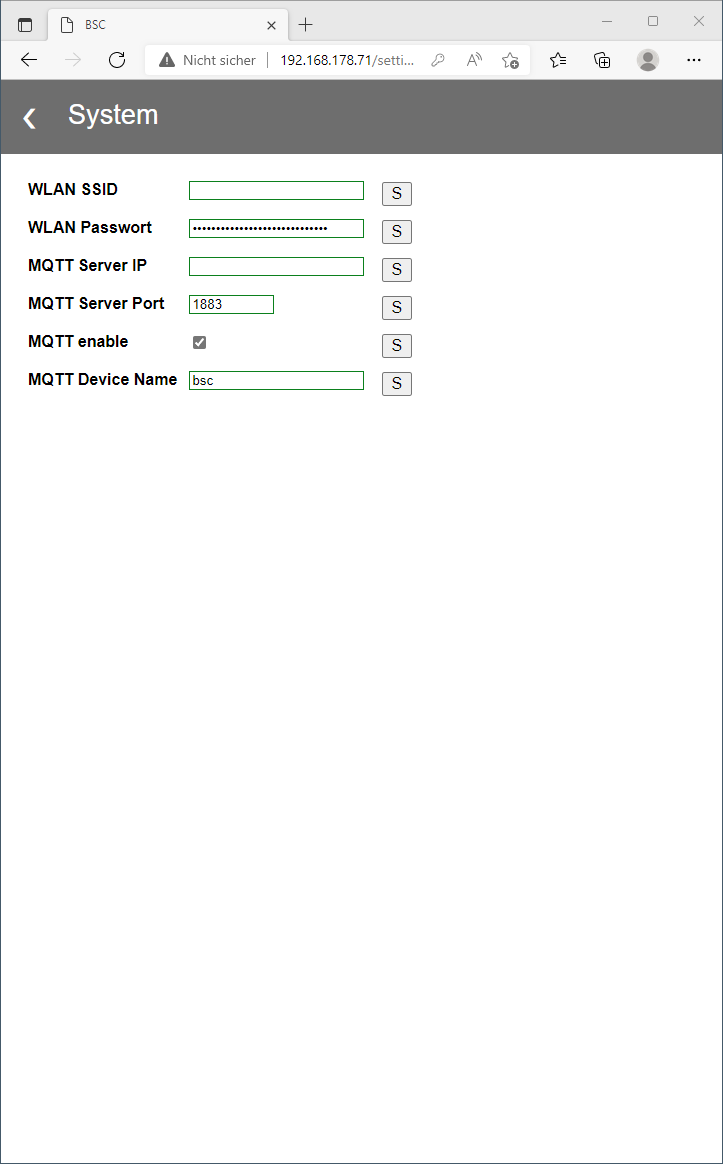 BSC
Nicht sicher 192.168.178.71/setti...
System
WLAN SSID S
WLAN Passwort ••••••••••••••••••••••••••••• S
MQTT Server IP S
MQTT Server Port 1883 S
MQTT enable S
MQTT Device Name bsc S